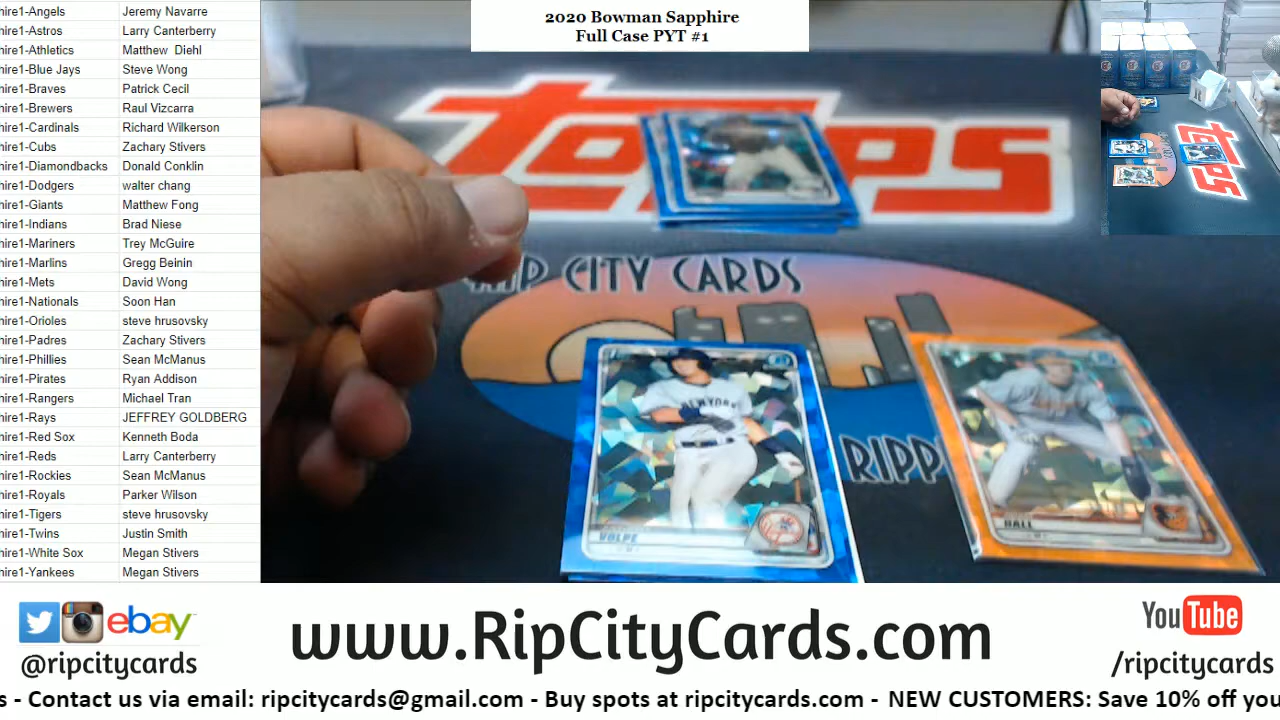 2020 Bowman Sapphire
Full Case PYT #1
hire1-Angels Jeremy Navarre
hire1-Astros Larry Canterberry
hire1-Athletics Matthew Diehl
hire1-Blue Jays Steve Wong
hire1-Braves Patrick Cecil
hire1-Brewers Raul Vizcarra
hire1-Cardinals Richard Wilkerson
hire1-Cubs Zachary Stivers
hire1-Diamondbacks Donald Conklin
hire1-Dodgers walter chang
hire1-Giants Matthew Fong
hire1-Indians Brad Niese
hire1-Mariners Trey McGuire
hire1-Marlins Gregg Beinin
hire1-Mets David Wong
hire1-Nationals Soon Han
hire1-Orioles steve hrusovsky
hire1-Padres Zachary Stivers
hire1-Phillies Sean McManus
hire1-Pirates Ryan Addison
hire1-Rangers Michael Tran
hire1-Rays JEFFREY GOLDBERG
hire1-Red Sox Kenneth Boda
hire1-Reds Larry Canterberry
hire1-Rockies Sean McManus
hire1-Royals Parker Wilson
hire1-Tigers steve hrusovsky
hire1-Twins Justin Smith
hire1-White Sox Megan Stivers
hire1-Yankees Megan Stivers
topps
RIP CITY CARDS
RIPP
NEW YORK
VOLPE
HALL
topps
ebay
@ripcitycards
www.RipCityCards.com
YouTube
/ripcitycards
s - Contact us via email: ripcitycards@gmail.com - Buy spots at ripcitycards.com - NEW CUSTOMERS: Save 10% off you